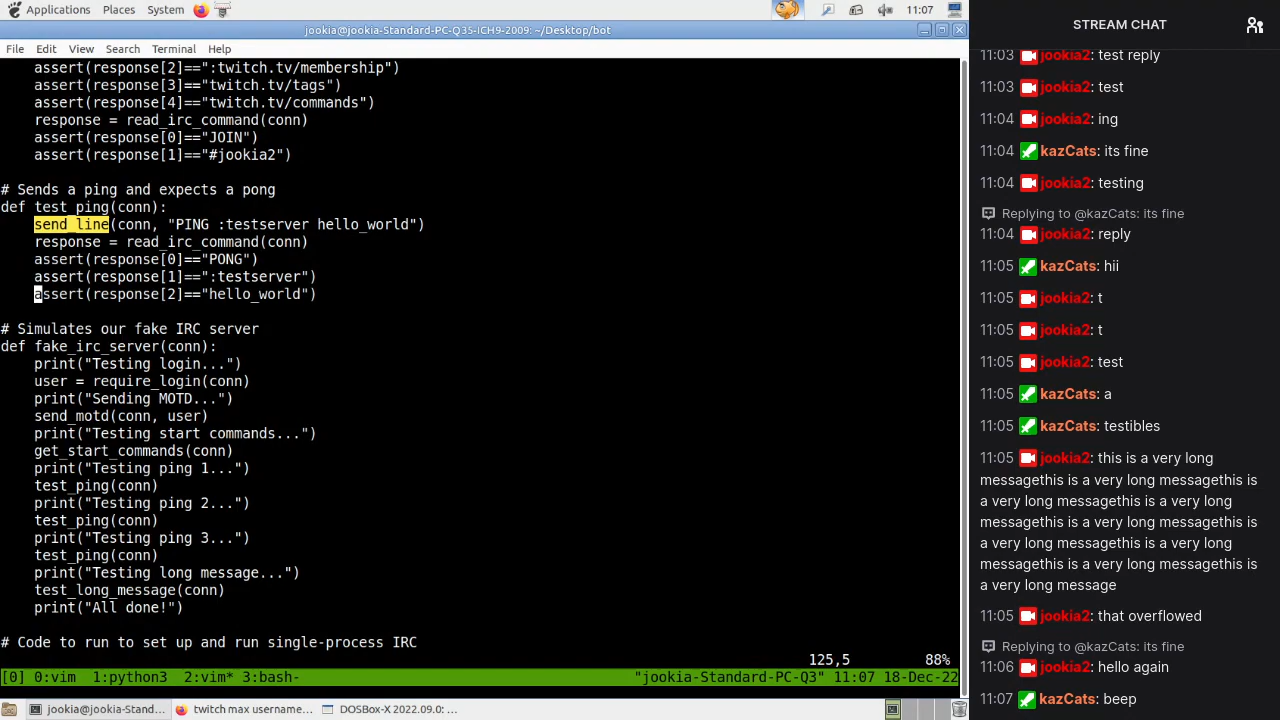 Applications Places System 11:07
jookia@jookia-Standard-PC-Q35-ICH9-2009: ~/Desktop/bot
File Edit View Search Terminal Help
assert(response[2]==":twitch.tv/membership")
assert(response[3]=="twitch.tv/tags")
assert(response[4]=="twitch.tv/commands")
response = read_irc_command(conn)
assert(response[0]=="JOIN")
assert(response[1]=="#jookia2")
# Sends a ping and expects a pong
def test_ping(conn):
send_line(conn, "PING :testserver hello_world")
response = read_irc_command(conn)
assert(response[0]=="PONG")
assert(response[1]==":testserver")
assert(response[2]=="hello_world")
# Simulates our fake IRC server
def fake_irc_server(conn):
print("Testing login...")
user = require_login(conn)
print("Sending MOTD...")
send_motd(conn, user)
print("Testing start commands...")
get_start_commands(conn)
print("Testing ping 1...")
test_ping(conn)
print("Testing ping 2...")
test_ping(conn)
print("Testing ping 3...")
test_ping(conn)
print("Testing long message...")
test_long_message(conn)
print("All done!")
# Code to run to set up and run single-process IRC
125,5 88%
[0] 0:vim 1:python3 2:vim* 3:bash- "jookia-Standard-PC-Q3" 11:07 18-Dec-22
jookia@jookia-Stand... twitch max username... DOSBox-X 2022.09.0: ...
STREAM CHAT
11:03 jookia2: test reply
11:03 jookia2: test
11:04 jookia2: ing
11:04 kazCats: its fine
11:04 jookia2: testing
Replying to @kazCats: its fine
11:04 jookia2: reply
11:05 kazCats: hii
11:05 jookia2: t
11:05 jookia2: t
11:05 jookia2: test
11:05 kazCats: a
11:05 kazCats: testibles
11:05 jookia2: this is a very long
messagethis is a very long messagethis is
a very long messagethis is a very long
messagethis is a very long messagethis is
a very long messagethis is a very long
messagethis is a very long messagethis is
a very long message
11:05 jookia2: that overflowed
Replying to @kazCats: its fine
11:06 jookia2: hello again
11:07 kazCats: beep